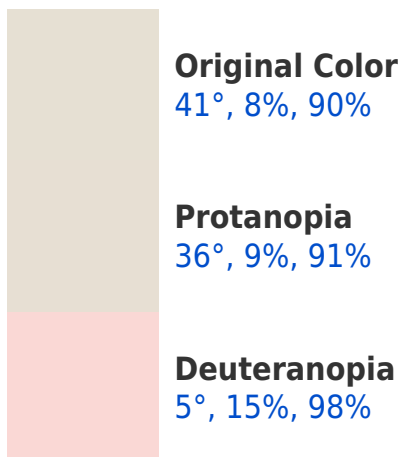 Original Color
41°, 8%, 90%
Protanopia
36°, 9%, 91%
Deuteranopia
5°, 15%, 98%